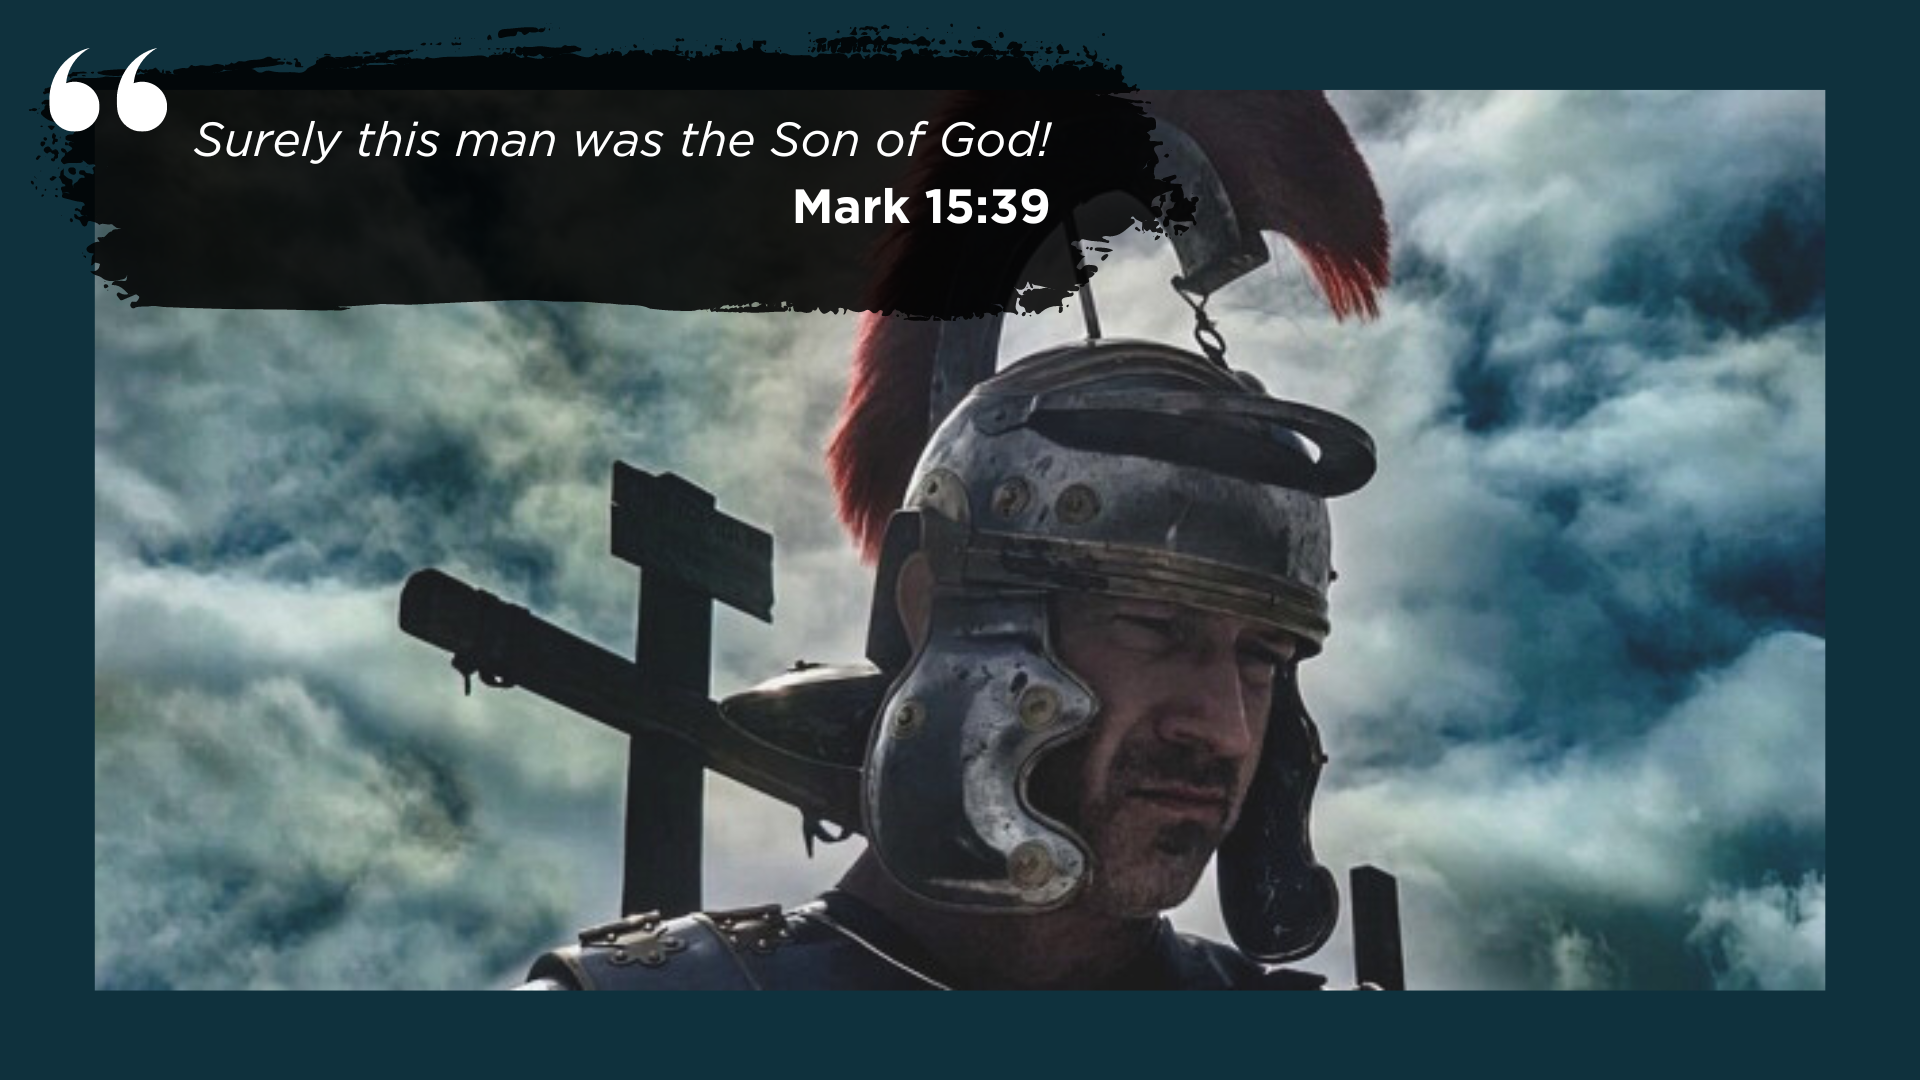 “
Surely this man was the Son of God!
Mark 15:39